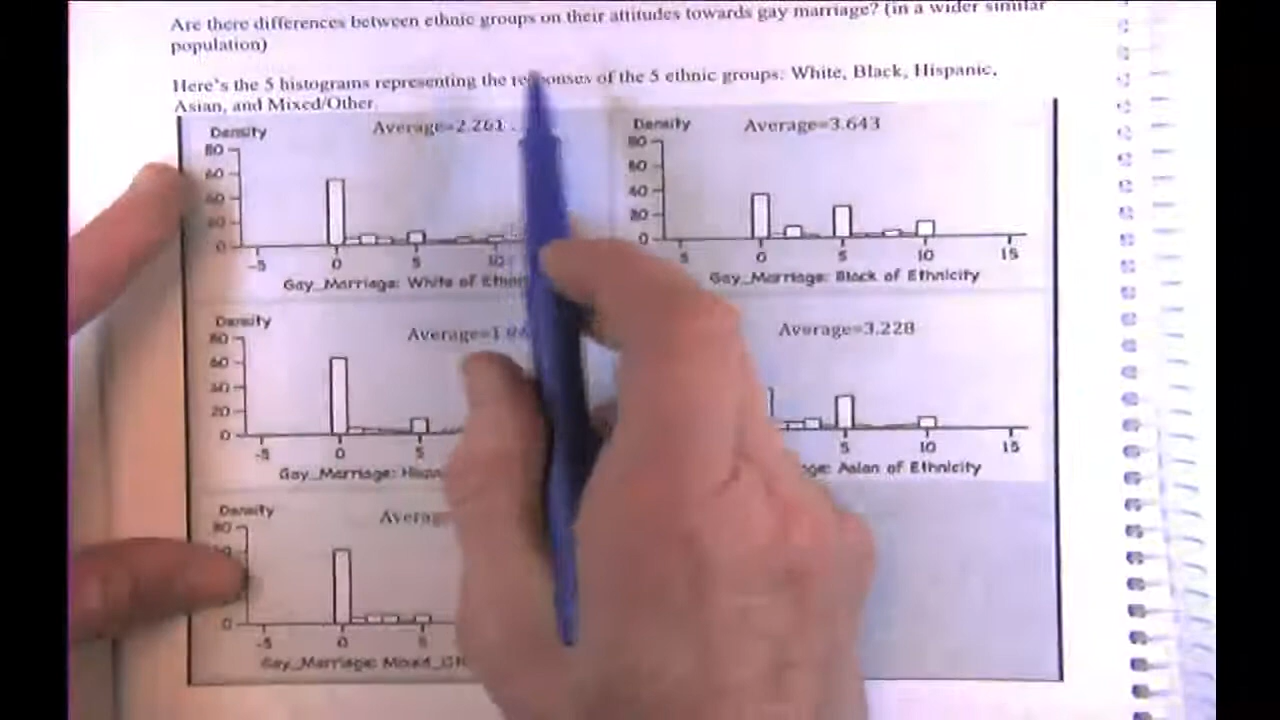 Are there differences between ethnic groups on their attitudes towards gay marriage? (in a wider similar
population)
Here's the 5 histograms representing the responses of the 5 ethnic groups: White, Black, Hispanic,
Asian, and Mixed/Other.
Density Average=2.261
80
60
40
20
0
-5 0 5 10
Gay_Marriage: White of
Density Average=3.643
80
60
40
20
0
5 0 5 10 15
Gay_Marriage: Black of Ethnicity
Density
80
60
40
20
0
-5 0 5
Gay_Marriage:
Average=3.228
5 10 15
Asian of Ethnicity
Density
80
0
-5 0 5
Gay_Marriage: